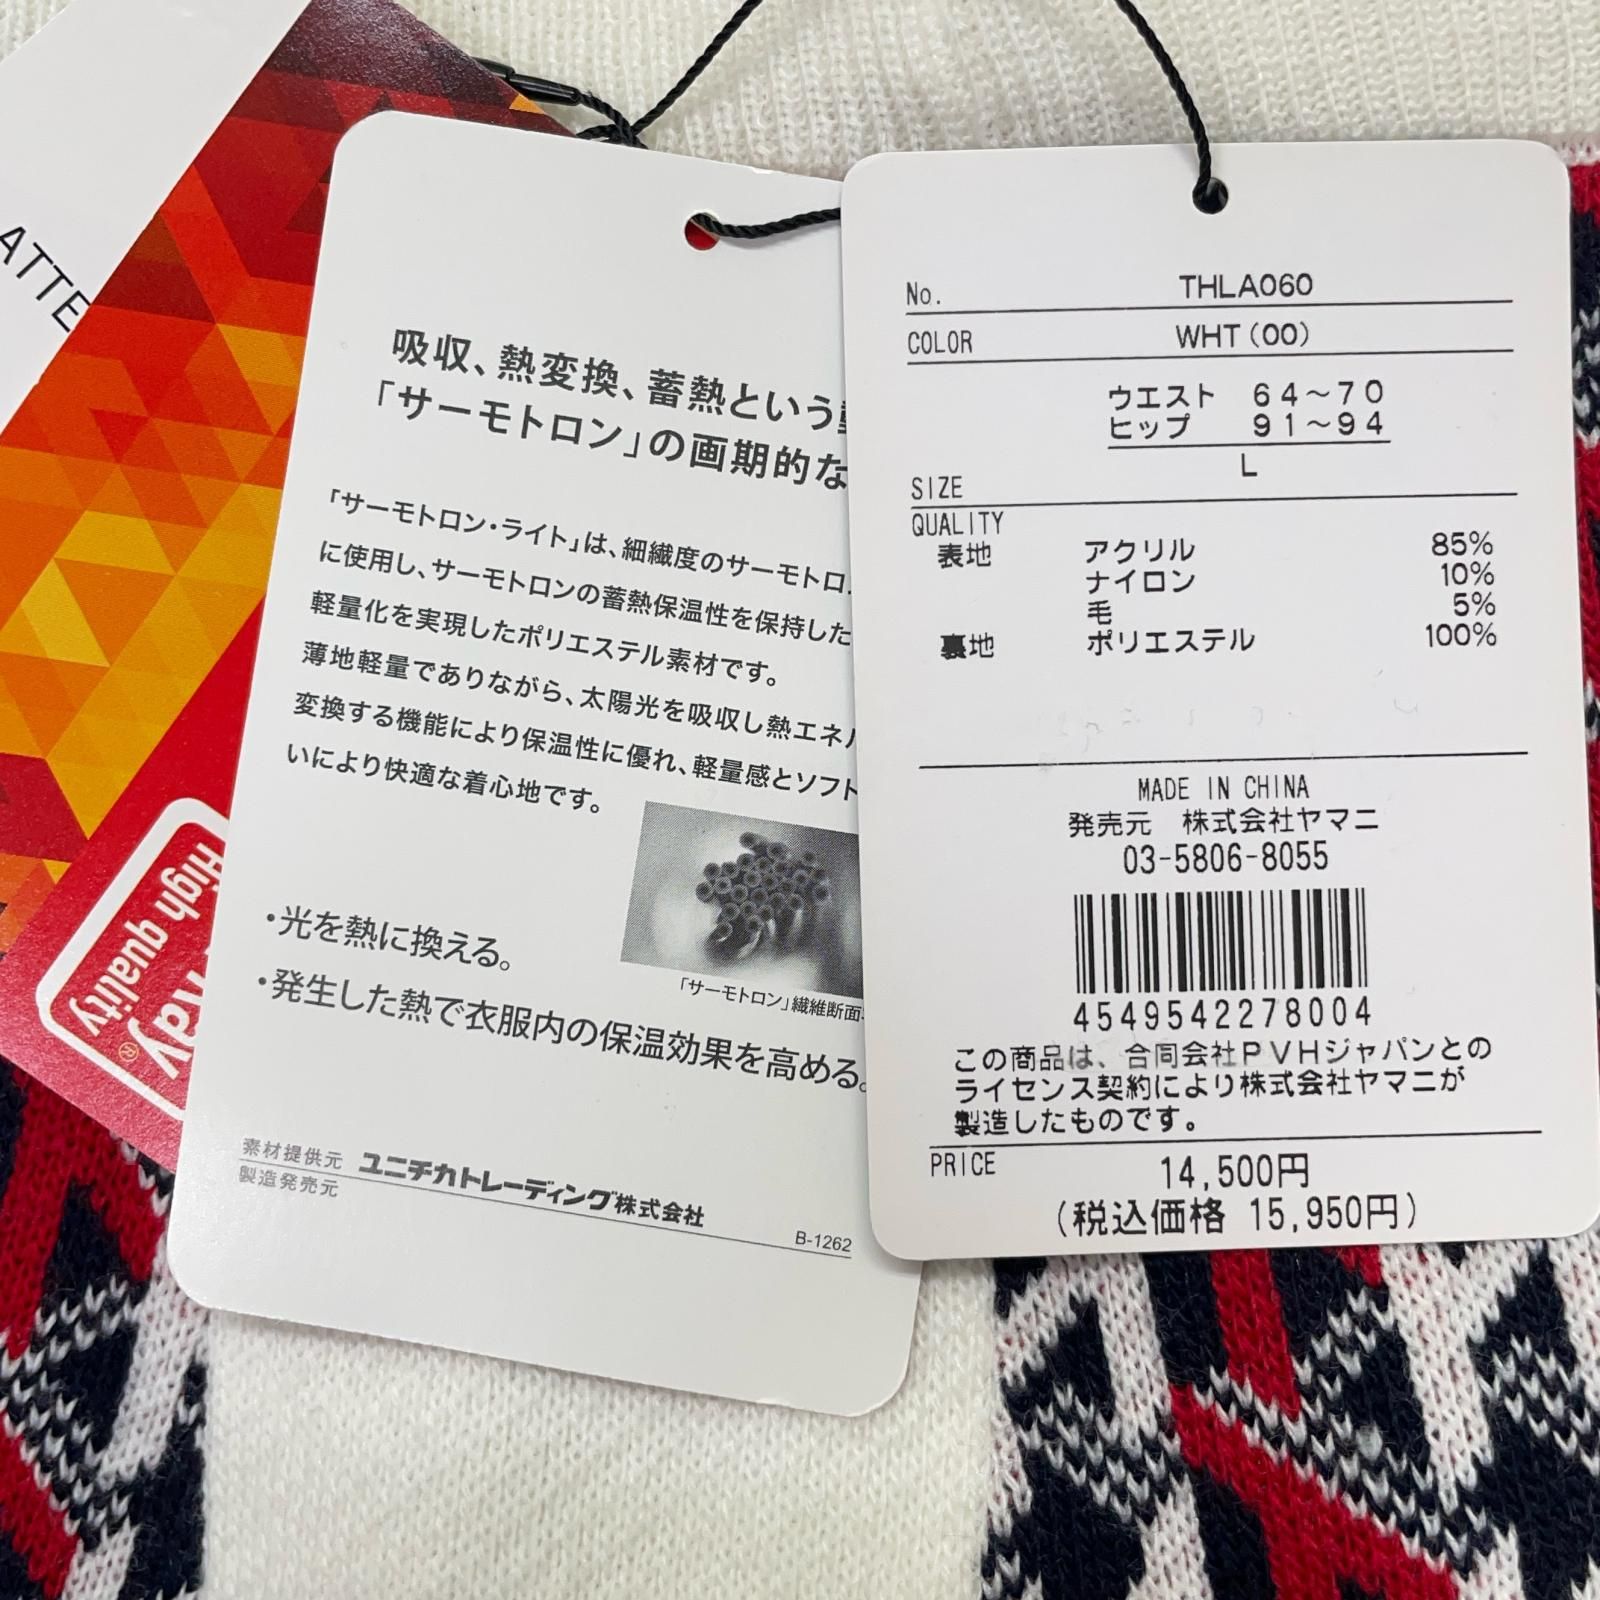 ATTE
High quality
®
吸収、熱変換、蓄熱という
「サーモトロン」の画期的な
「サーモトロン・ライト」は、細繊度のサーモトロ
に使用し、サーモトロンの蓄熱保温性を保持した
軽量化を実現したポリエステル素材です。
薄地軽量でありながら、太陽光を吸収し熱エネル
変換する機能により保温性に優れ、軽量感とソフト
いにより快適な着心地です。
「サーモトロン」繊維断面
・光を熱に換える。
・発生した熱で衣服内の保温効果を高める。
素材提供元
製造発売元
ユニチカトレーディング株式会社
B-1262
No. THLA060
COLOR WHT(00)
ウエスト 64～70
ヒップ 91～94
SIZE L
QUALITY
表地 アクリル 85%
ナイロン 10%
毛 5%
裏地 ポリエステル 100%
MADE IN CHINA
発売元 株式会社ヤマニ
03-5806-8055
4549542278004
この商品は、合同会社PVHジャパンとの
ライセンス契約により株式会社ヤマニが
製造したものです。
PRICE 14,500円
(税込価格 15,950円)